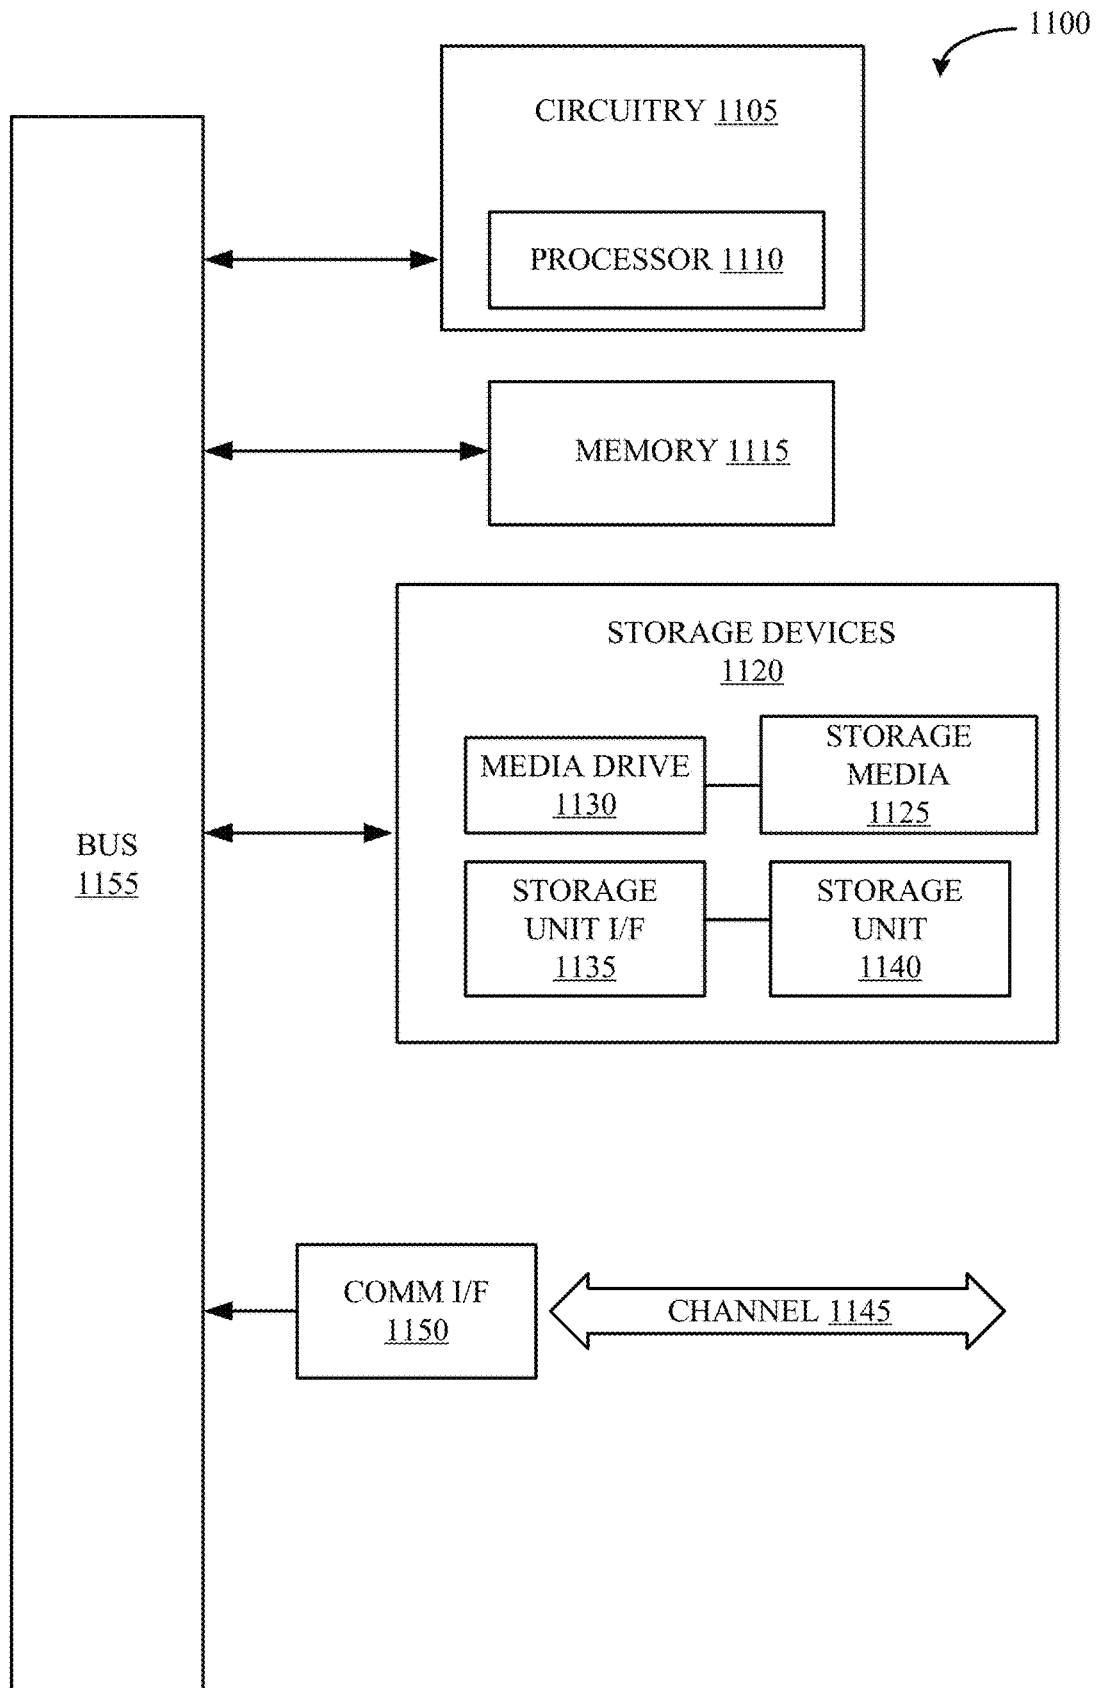 1100
CIRCUITRY 1105
PROCESSOR 1110
MEMORY 1115
STORAGE DEVICES
1120
MEDIA DRIVE
1130
STORAGE
MEDIA
1125
STORAGE
UNIT I/F
1135
STORAGE
UNIT
1140
BUS
1155
COMM I/F
1150
CHANNEL 1145